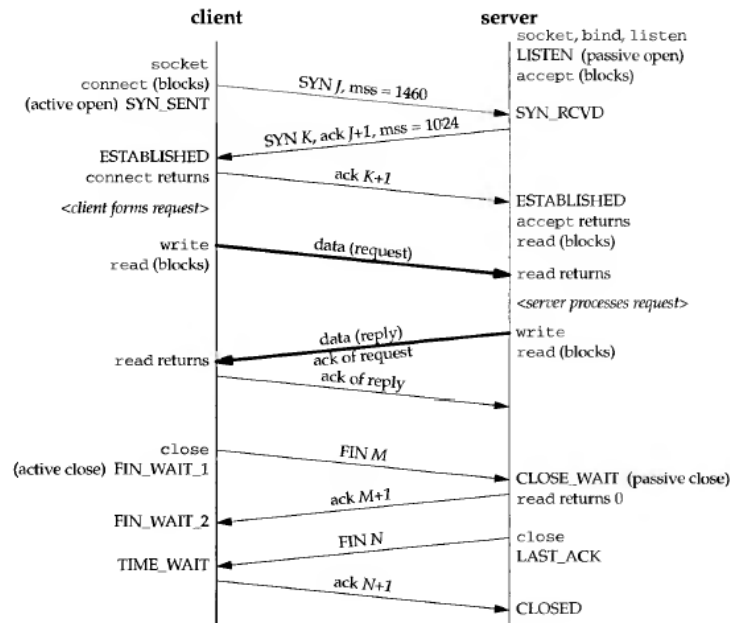 client
server
socket, bind, listen
LISTEN (passive open)
accept (blocks)
socket
connect (blocks)
(active open) SYN_SENT
SYN J, mss = 1460
SYN_RCVD
SYN K, ack J+1, mss = 1024
ESTABLISHED
connect returns
ack K+1
<client forms request>
ESTABLISHED
accept returns
read (blocks)
write
read (blocks)
data (request)
read returns
<server processes request>
data (reply)
ack of request
write
read (blocks)
read returns
ack of reply
close
(active close) FIN_WAIT_1
FIN M
CLOSE_WAIT (passive close)
read returns 0
ack M+1
FIN_WAIT_2
FIN N
close
LAST_ACK
TIME_WAIT
ack N+1
CLOSED